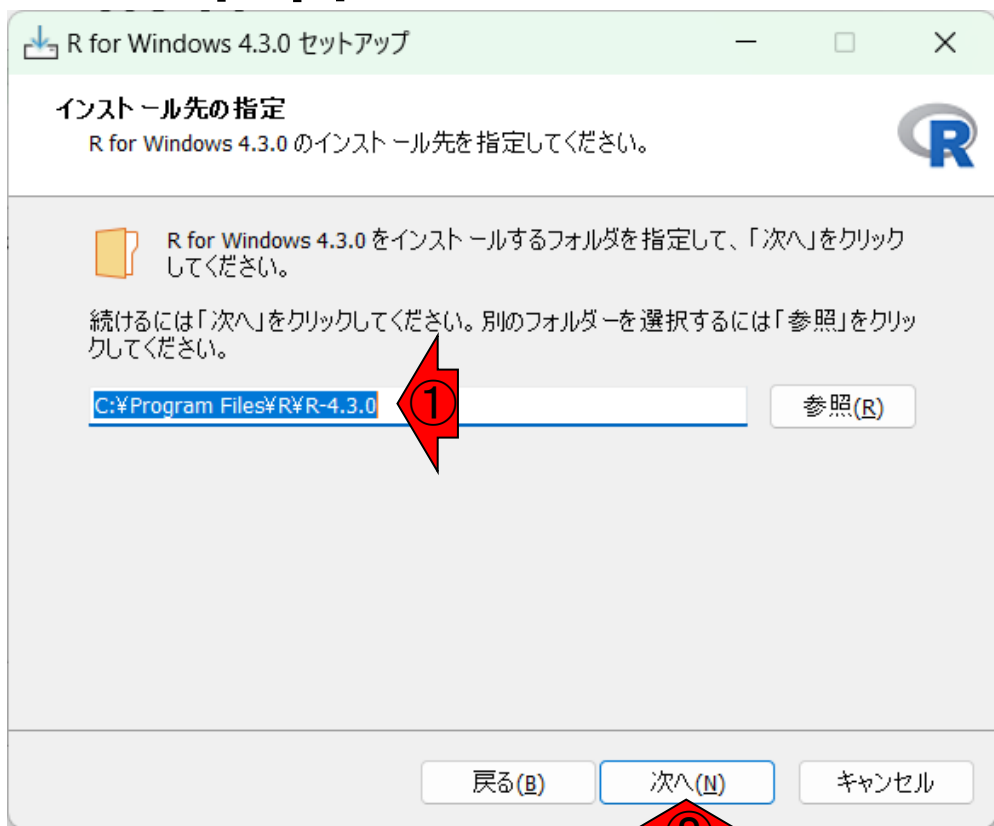 R for Windows 4.3.0 セットアップ
インストール先の指定
R for Windows 4.3.0 のインストール先を指定してください。
R
R for Windows 4.3.0 をインストールするフォルダを指定して、「次へ」をクリック
してください。
続けるには「次へ」をクリックしてください。別のフォルダーを選択するには「参照」をクリッ
クしてください。
C:¥Program Files¥R¥R-4.3.0
①
参照(R)
戻る(B)
次へ(N)
キャンセル